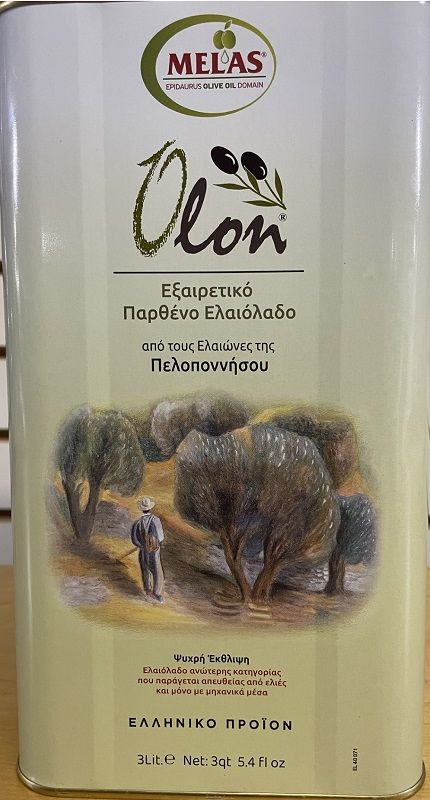 MELAS®
EPIDAURUS OLIVE OIL DOMAIN
Olon®
Εξαιρετικό
Παρθένο Ελαιόλαδο
από τους Ελαιώνες της
Πελοποννήσου
Ψυχρή Έκθλιψη
Ελαιόλαδο ανώτερης κατηγορίας
που παράγεται απευθείας από ελιές
και μόνο με μηχανικά μέσα
ΕΛΛΗΝΙΚΟ ΠΡΟΪΟΝ
3Lit.℮ Net: 3qt 5.4 fl oz
EL40071